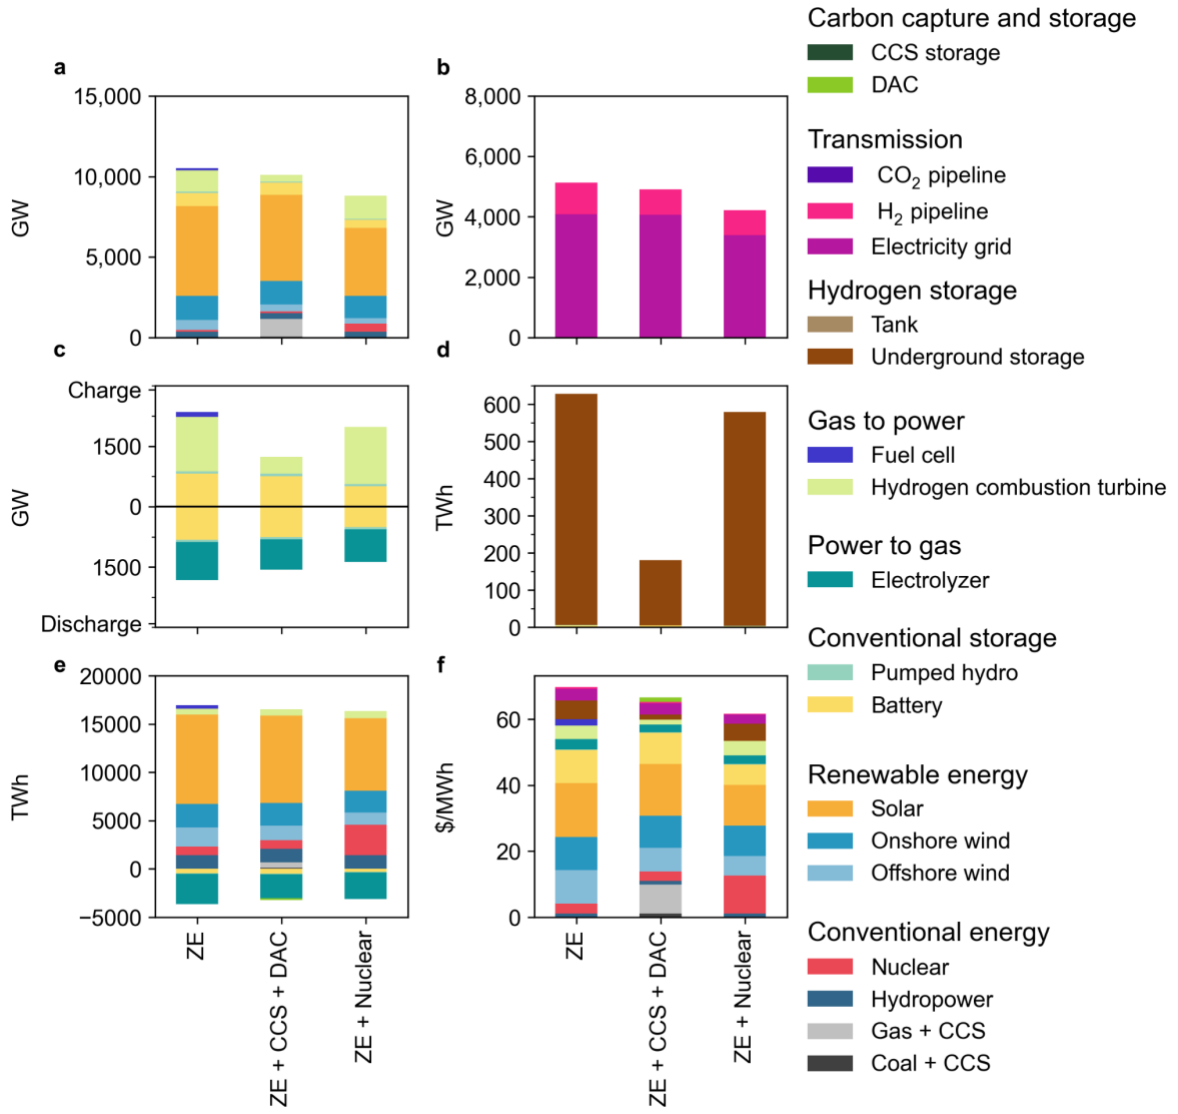 a
15,000
10,000
5,000
0
GW
b
8,000
6,000
4,000
2,000
0
GW
c
Charge
1500
0
1500
Discharge
GW
d
600
500
400
300
200
100
0
TWh
e
20000
15000
10000
5000
0
−5000
TWh
ZE
ZE + CCS + DAC
ZE + Nuclear
f
60
40
20
0
$/MWh
ZE
ZE + CCS + DAC
ZE + Nuclear
Carbon capture and storage
CCS storage
DAC
Transmission
CO2 pipeline
H2 pipeline
Electricity grid
Hydrogen storage
Tank
Underground storage
Gas to power
Fuel cell
Hydrogen combustion turbine
Power to gas
Electrolyzer
Conventional storage
Pumped hydro
Battery
Renewable energy
Solar
Onshore wind
Offshore wind
Conventional energy
Nuclear
Hydropower
Gas + CCS
Coal + CCS